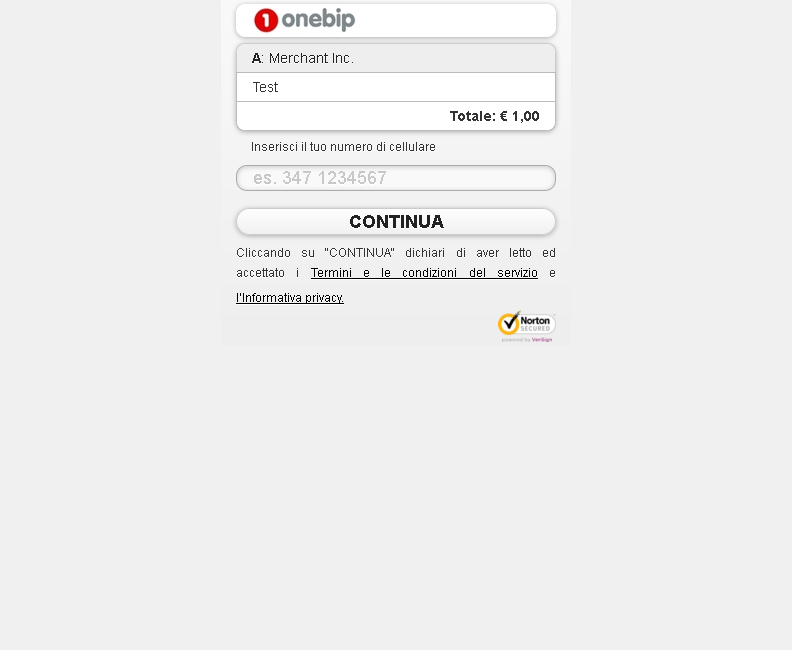 1 onebip
A: Merchant Inc.
Test
Totale: € 1,00
Inserisci il tuo numero di cellulare
es. 347 1234567
CONTINUA
Cliccando su "CONTINUA" dichiari di aver letto ed
accettato i Termini e le condizioni del servizio e
l'Informativa privacy.
Norton
SECURED
powered by VeriSign